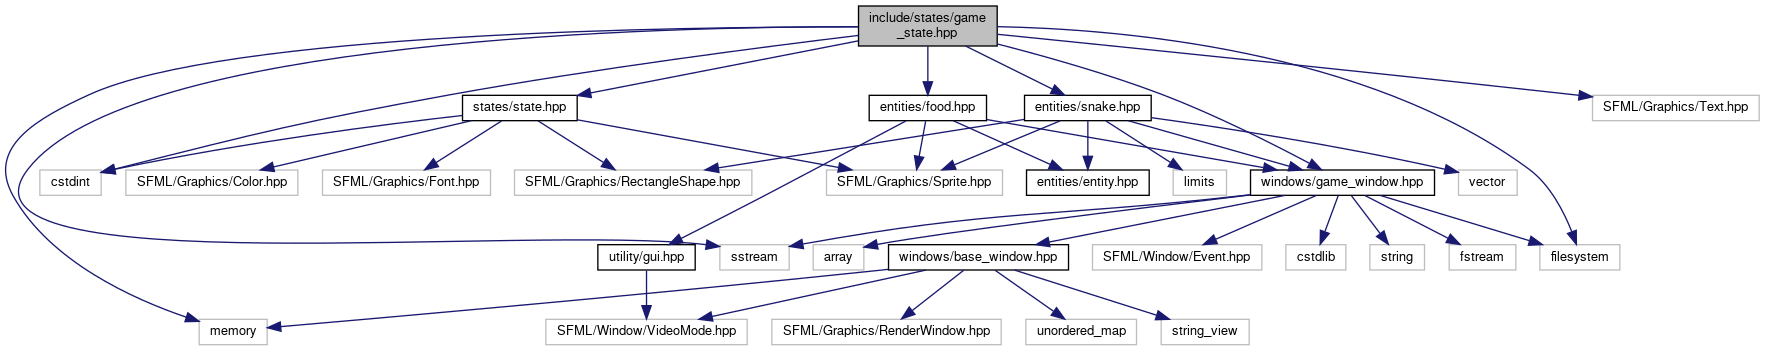 include/states/game
_state.hpp
states/state.hpp
entities/food.hpp
entities/snake.hpp
SFML/Graphics/Text.hpp
cstdint
SFML/Graphics/Color.hpp
SFML/Graphics/Font.hpp
SFML/Graphics/RectangleShape.hpp
SFML/Graphics/Sprite.hpp
entities/entity.hpp
limits
windows/game_window.hpp
vector
utility/gui.hpp
sstream
array
windows/base_window.hpp
SFML/Window/Event.hpp
cstdlib
string
fstream
filesystem
memory
SFML/Window/VideoMode.hpp
SFML/Graphics/RenderWindow.hpp
unordered_map
string_view